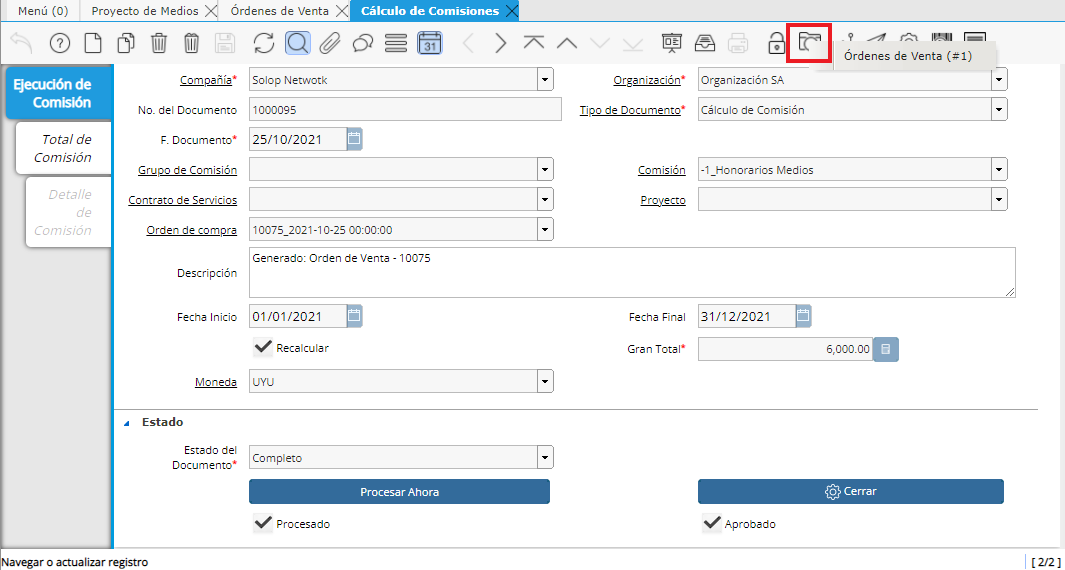 Menú (0)
Proyecto de Medios
Órdenes de Venta
Cálculo de Comisiones
31
Órdenes de Venta (#1)
Ejecución de
Comisión
Total de
Comisión
Detalle
de
Comisión
Compañía* Solop Netwotk
Organización* Organización SA
No. del Documento 1000095
Tipo de Documento* Cálculo de Comisión
F. Documento* 25/10/2021
Grupo de Comisión
Comisión -1_Honorarios Medios
Contrato de Servicios
Proyecto
Orden de compra 10075_2021-10-25 00:00:00
Descripción Generado: Orden de Venta - 10075
Fecha Inicio 01/01/2021
Fecha Final 31/12/2021
Recalcular
Gran Total* 6,000.00
Moneda UYU
Estado
Estado del
Documento* Completo
Procesar Ahora
Cerrar
Procesado
Aprobado
Navegar o actualizar registro
[ 2/2 ]